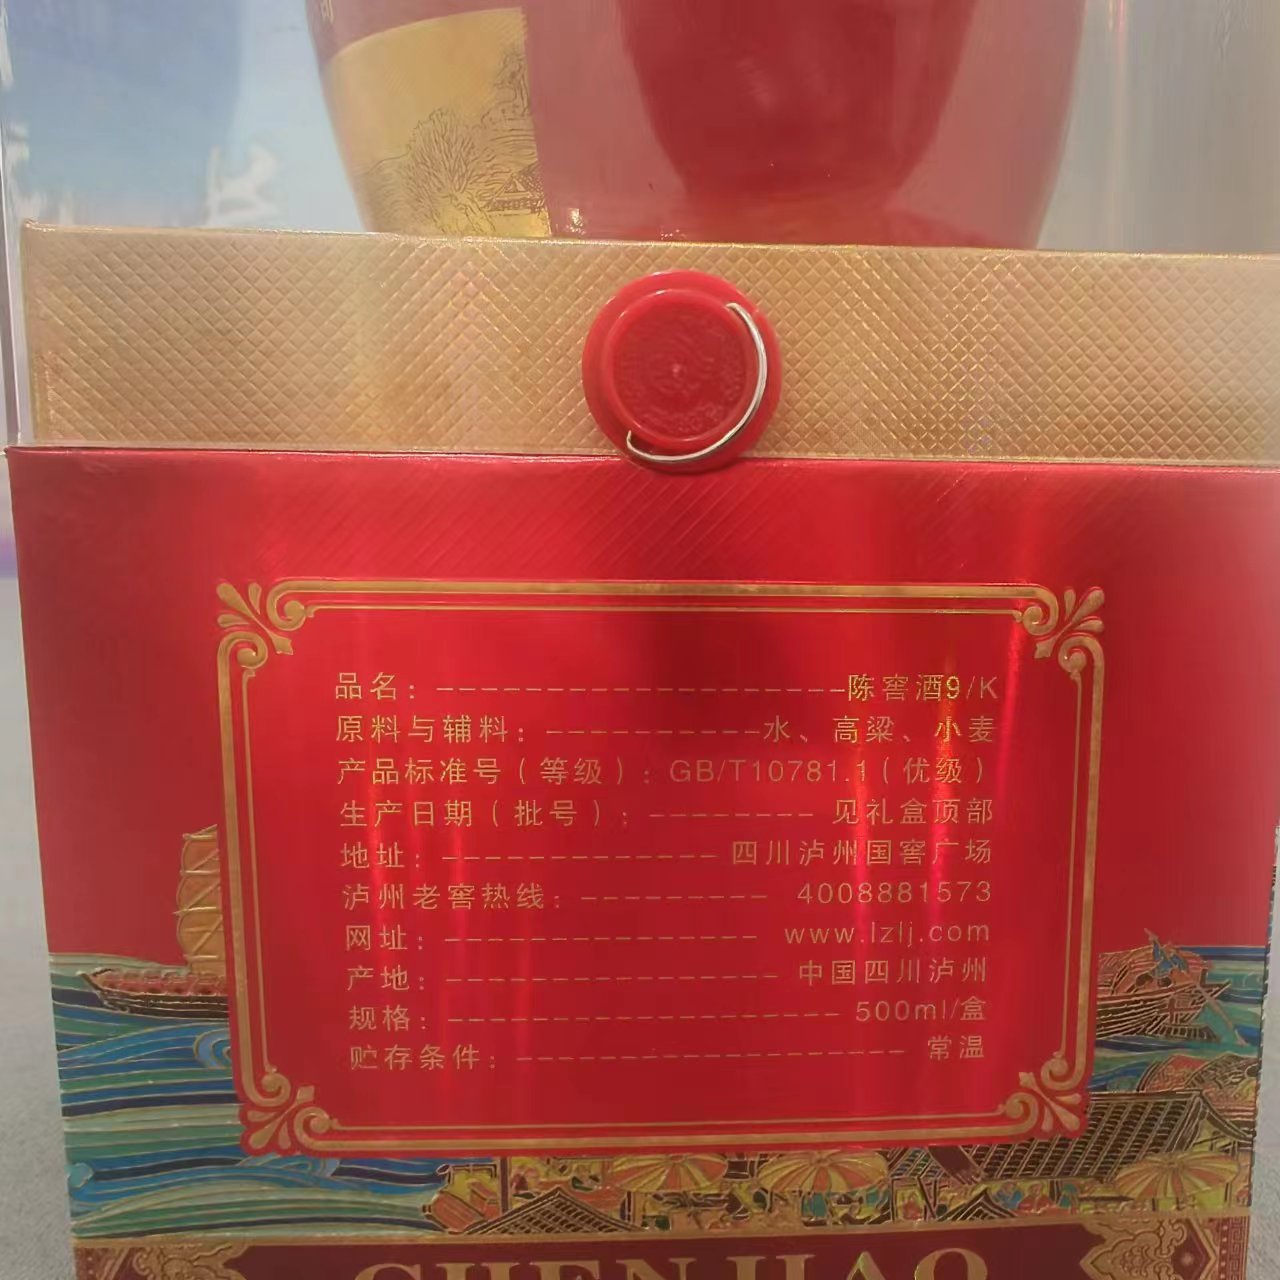 品名：-------------------陈窖酒9/K
原料与辅料：----------水、高粱、小麦
产品标准号（等级）：GB/T10781.1（优级）
生产日期（批号）：-------- 见礼盒顶部
地址：------------- 四川泸州国窖广场
泸州老窖热线：--------- 4008881573
网址：--------------- www.lzlj.com
产地：---------------- 中国四川泸州
规格：------------------ 500ml/盒
贮存条件：------------------ 常温
CHEN JIAO